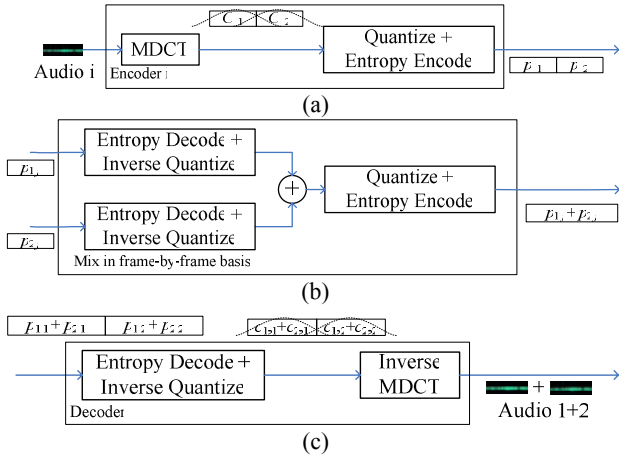 MDCT
Quantize +
Entropy Encode
Audio i
Encoder i
(a)
Entropy Decode +
Inverse Quantize
+
Quantize +
Entropy Encode
Entropy Decode +
Inverse Quantize
Mix in frame-by-frame basis
(b)
Entropy Decode +
Inverse Quantize
Inverse
MDCT
Decoder
+
Audio 1+2
(c)